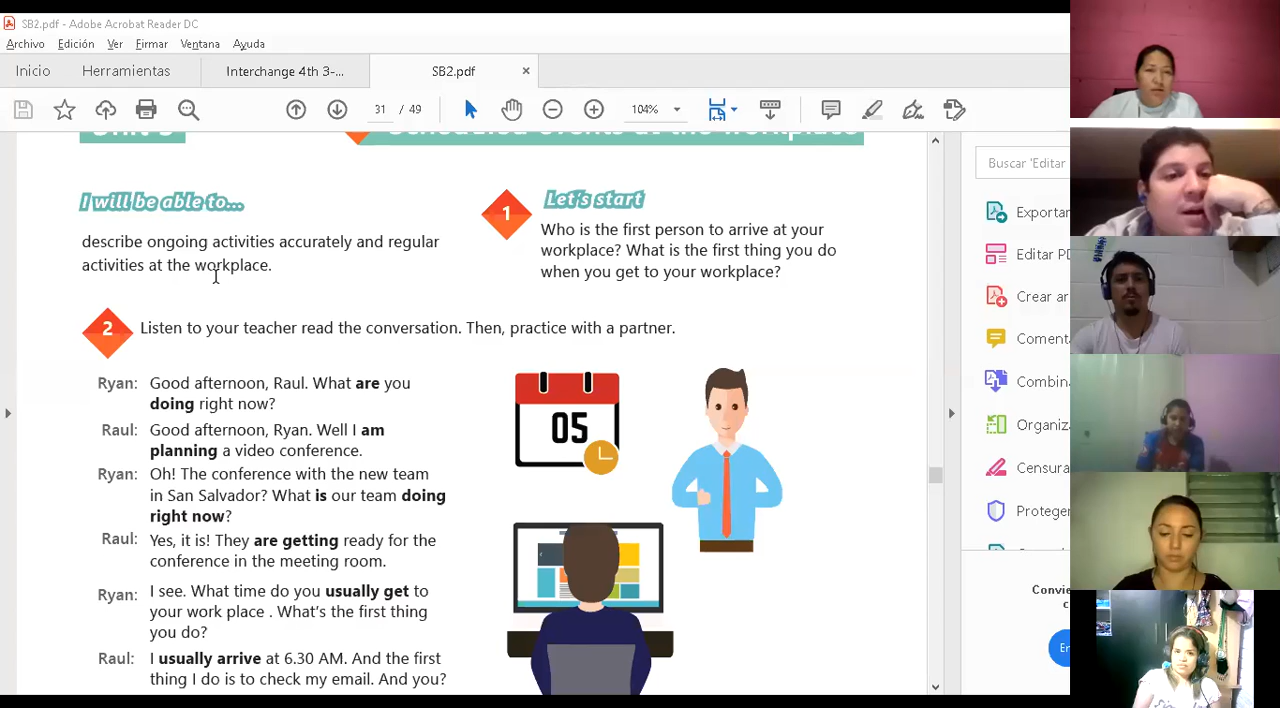 SB2.pdf - Adobe Acrobat Reader DC
Archivo Edición Ver Firmar Ventana Ayuda
Inicio Herramientas Interchange 4th 3-... SB2.pdf ×
31 / 49 104%
Scheduled events at the workplace
I will be able to...
describe ongoing activities accurately and regular
activities at the workplace.
1 Let's start
Who is the first person to arrive at your
workplace? What is the first thing you do
when you get to your workplace?
2 Listen to your teacher read the conversation. Then, practice with a partner.
Ryan: Good afternoon, Raul. What are you
doing right now?
Raul: Good afternoon, Ryan. Well I am
planning a video conference.
Ryan: Oh! The conference with the new team
in San Salvador? What is our team doing
right now?
Raul: Yes, it is! They are getting ready for the
conference in the meeting room.
Ryan: I see. What time do you usually get to
your work place . What's the first thing
you do?
Raul: I usually arrive at 6.30 AM. And the first
thing I do is to check my email. And you?
05
Buscar 'Editar
Exportar
Editar PD
Crear ar
Coment
Combin
Organiz
Censura
Proteger
Convie